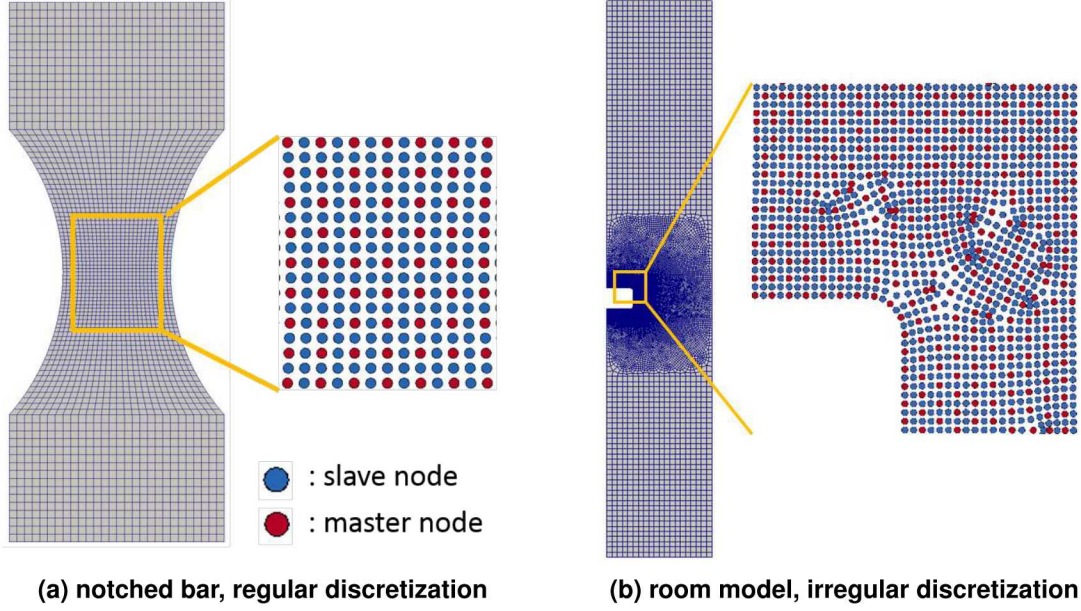 : slave node
: master node
(a) notched bar, regular discretization
(b) room model, irregular discretization